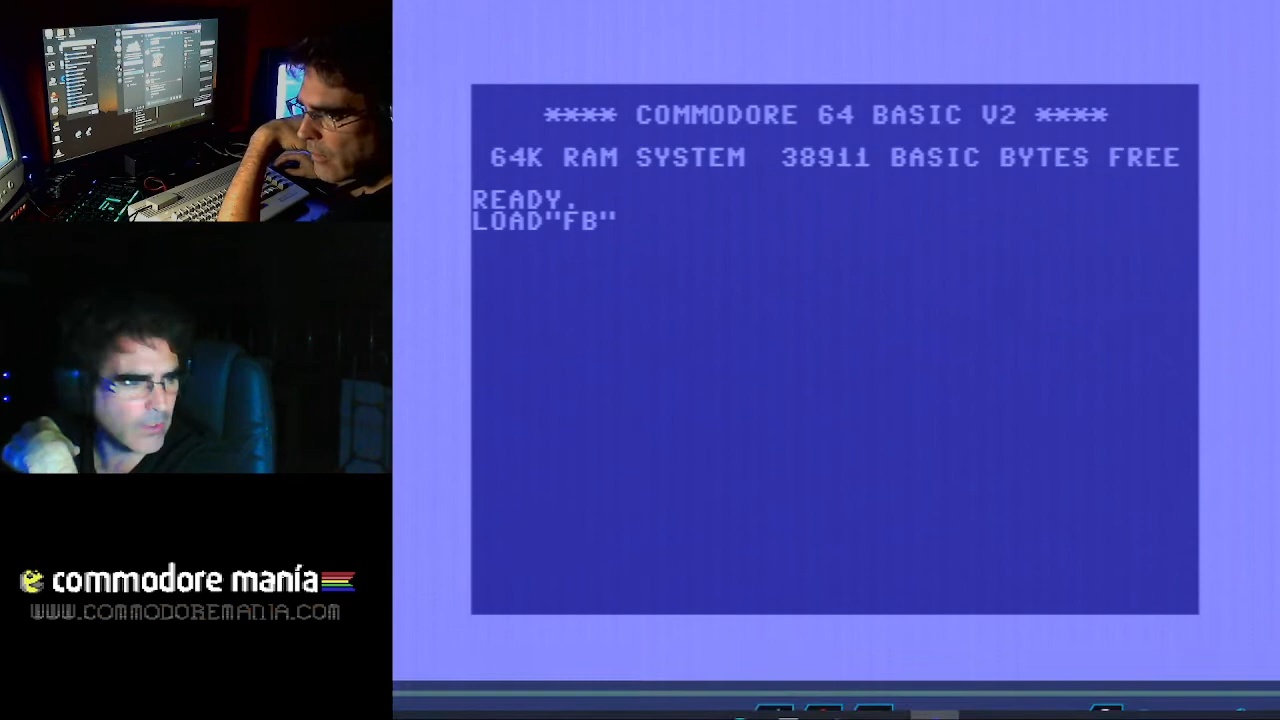 **** COMMODORE 64 BASIC V2 ****
64K RAM SYSTEM  38911 BASIC BYTES FREE
READY.
LOAD"FB"
commodore manía
WWW.COMMODOREMANIA.COM